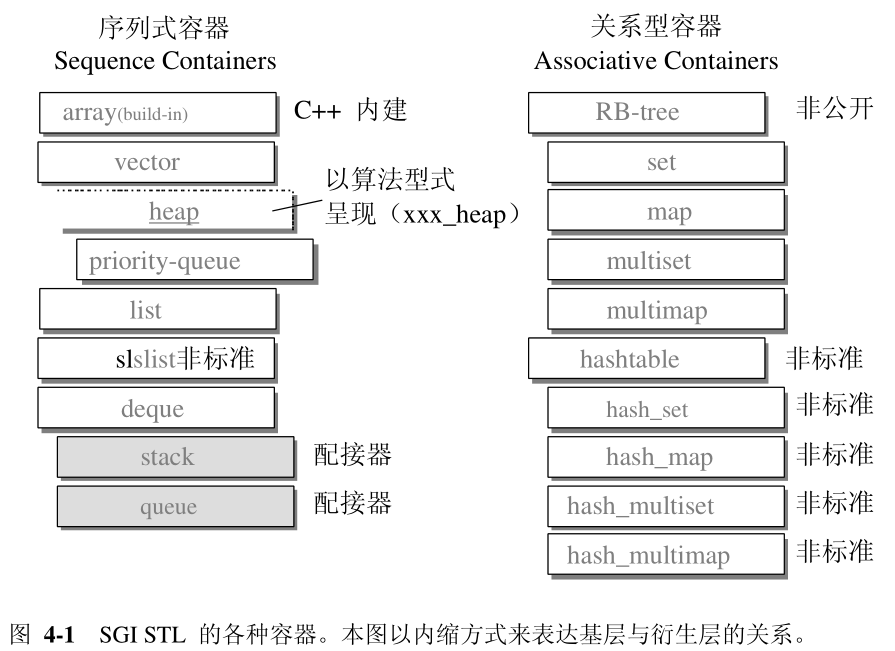 序列式容器
Sequence Containers
array(build-in) C++ 内建
vector
heap
以算法型式
呈现（xxx_heap）
priority-queue
list
slslist非标准
deque
stack 配接器
queue 配接器
关系型容器
Associative Containers
RB-tree 非公开
set
map
multiset
multimap
hashtable 非标准
hash_set 非标准
hash_map 非标准
hash_multiset 非标准
hash_multimap 非标准
图 4-1 SGI STL 的各种容器。本图以内缩方式来表达基层与衍生层的关系。